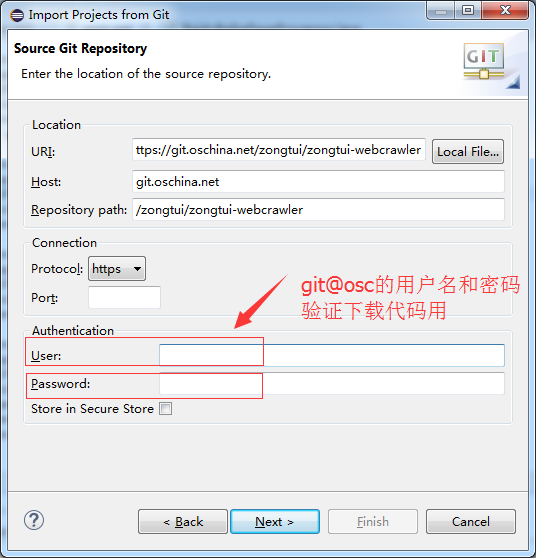 Import Projects from Git
Source Git Repository
Enter the location of the source repository.
GIT
Location
URI:
ttps://git.oschina.net/zongtui/zongtui-webcrawler
Local File...
Host:
git.oschina.net
Repository path:
/zongtui/zongtui-webcrawler
Connection
Protocol:
https
Port:
git@osc的用户名和密码
验证下载代码用
Authentication
User:
Password:
Store in Secure Store
?
< Back
Next >
Finish
Cancel